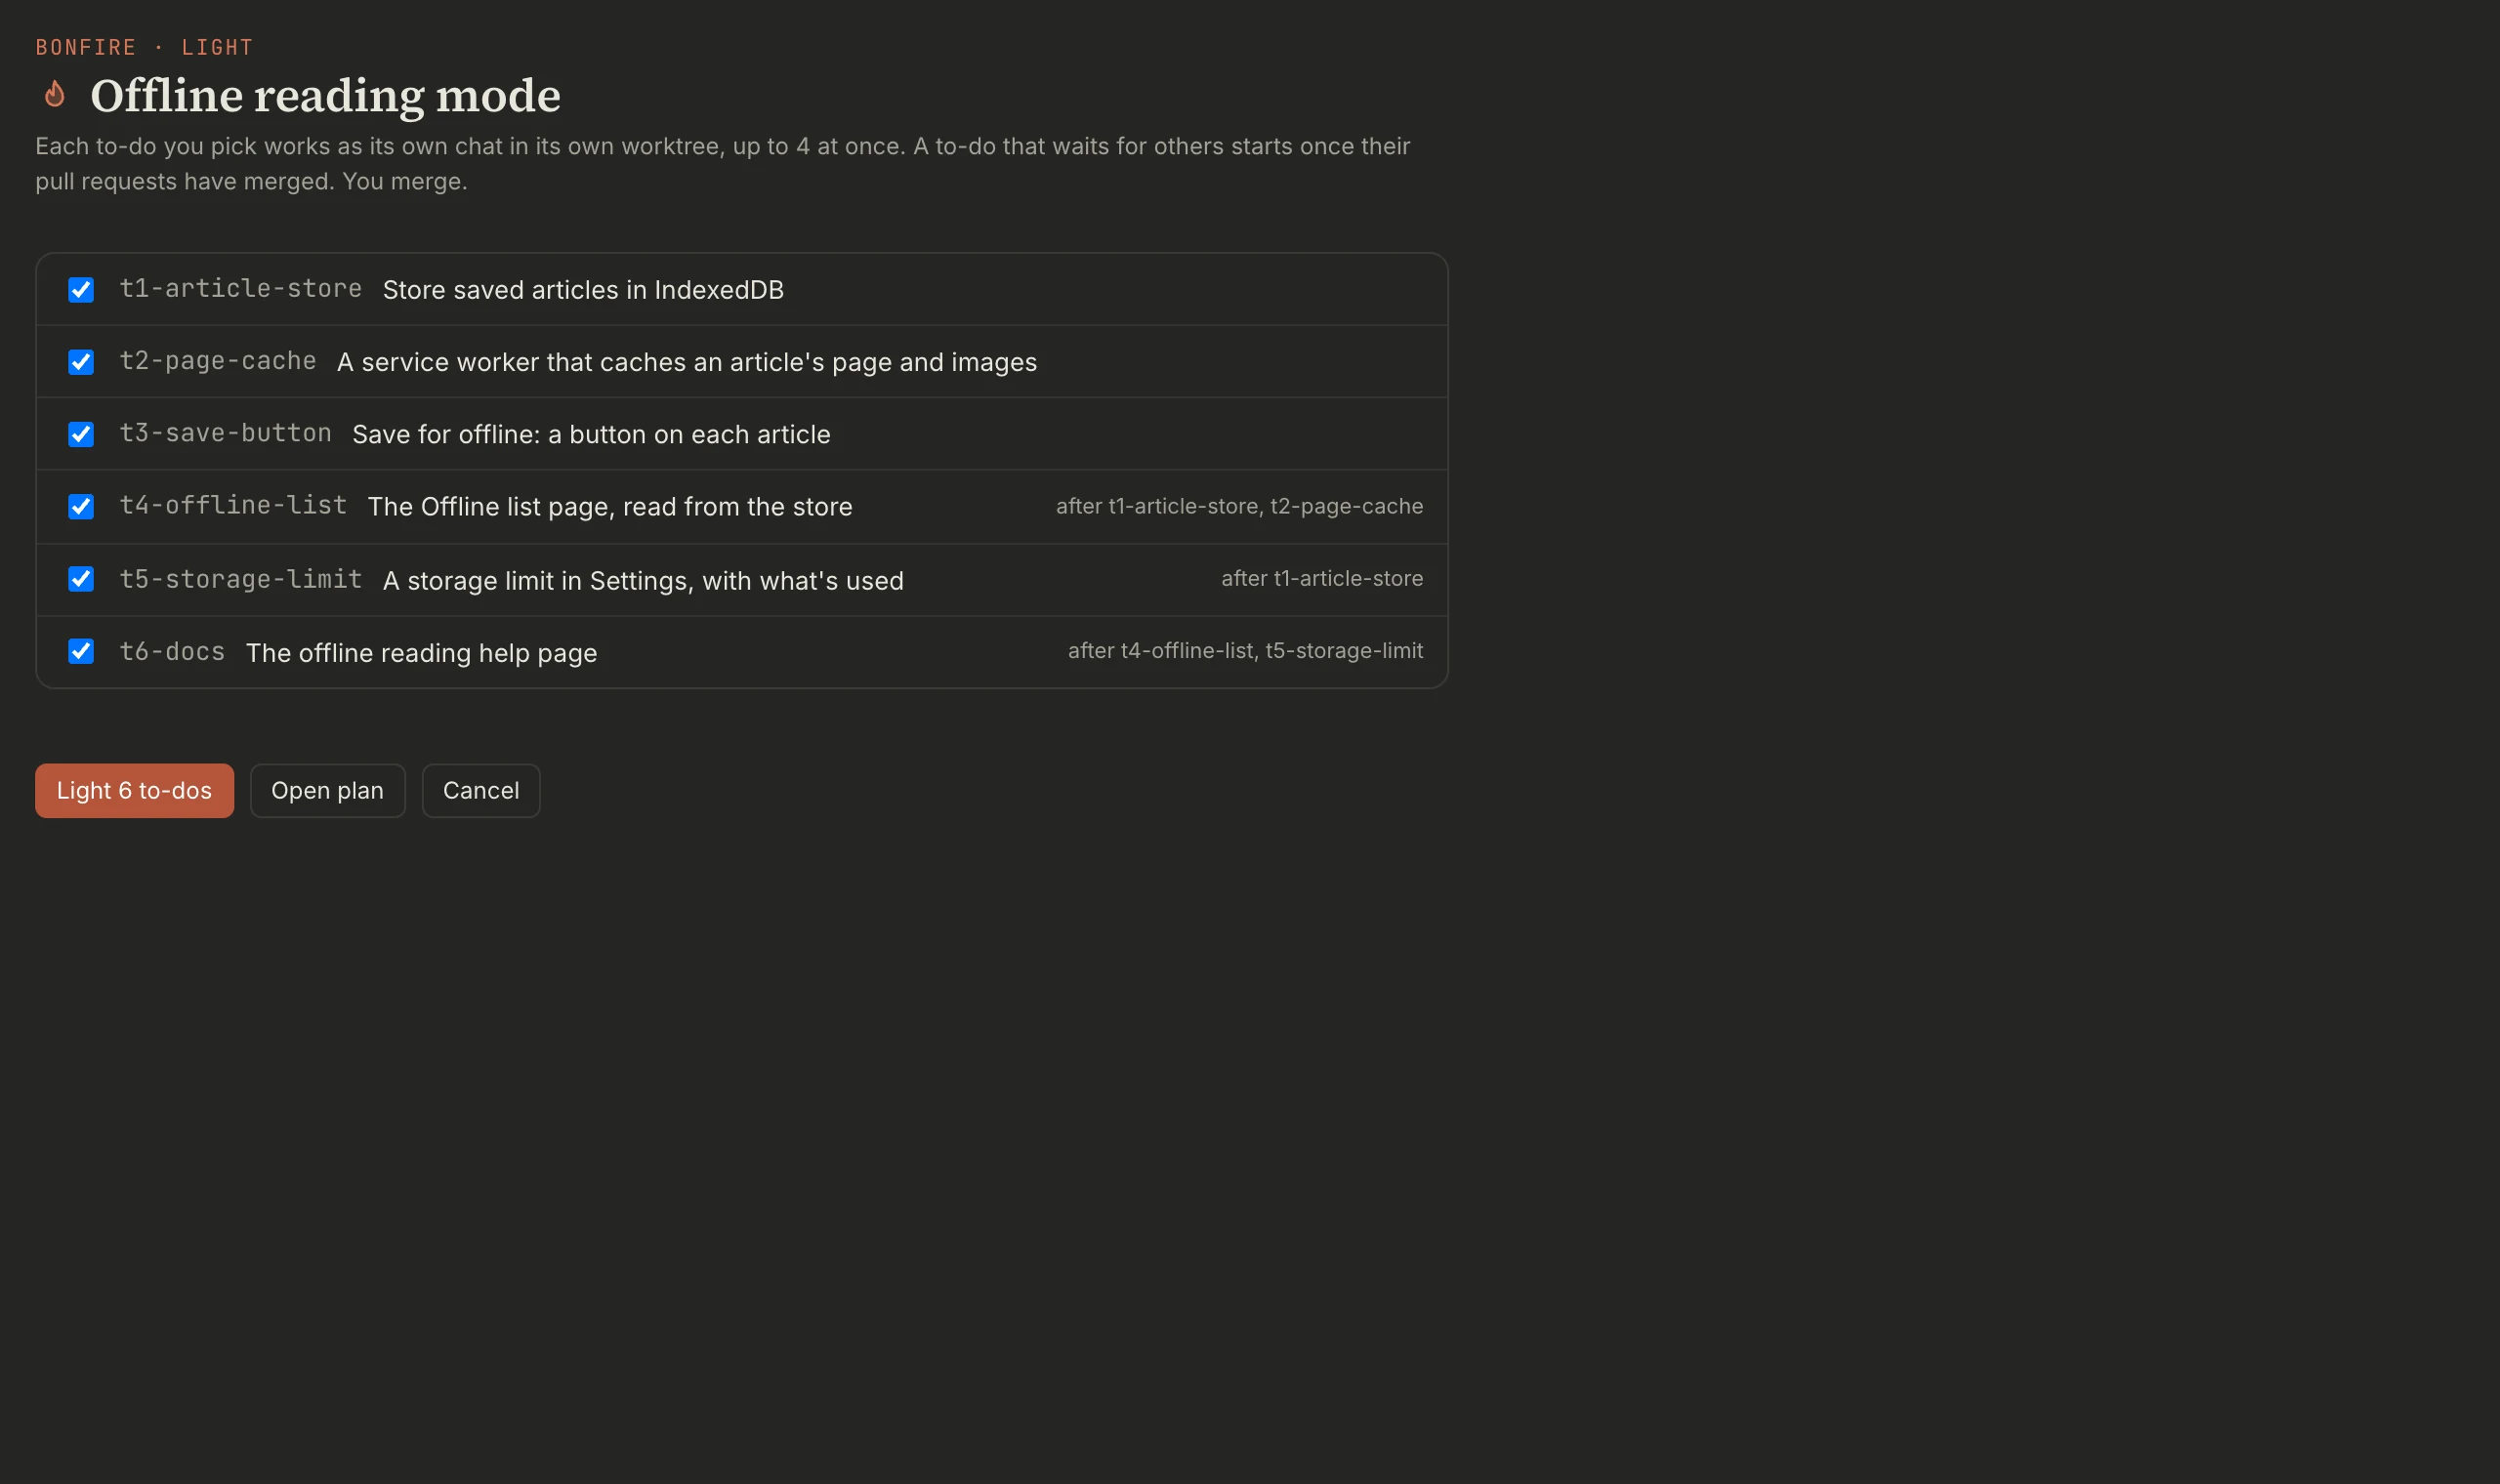 BONFIRE · LIGHT
Offline reading mode
Each to-do you pick works as its own chat in its own worktree, up to 4 at once. A to-do that waits for others starts once their
pull requests have merged. You merge.
t1-article-store Store saved articles in IndexedDB
t2-page-cache A service worker that caches an article's page and images
t3-save-button Save for offline: a button on each article
t4-offline-list The Offline list page, read from the store after t1-article-store, t2-page-cache
t5-storage-limit A storage limit in Settings, with what's used after t1-article-store
t6-docs The offline reading help page after t4-offline-list, t5-storage-limit
Light 6 to-dos Open plan Cancel